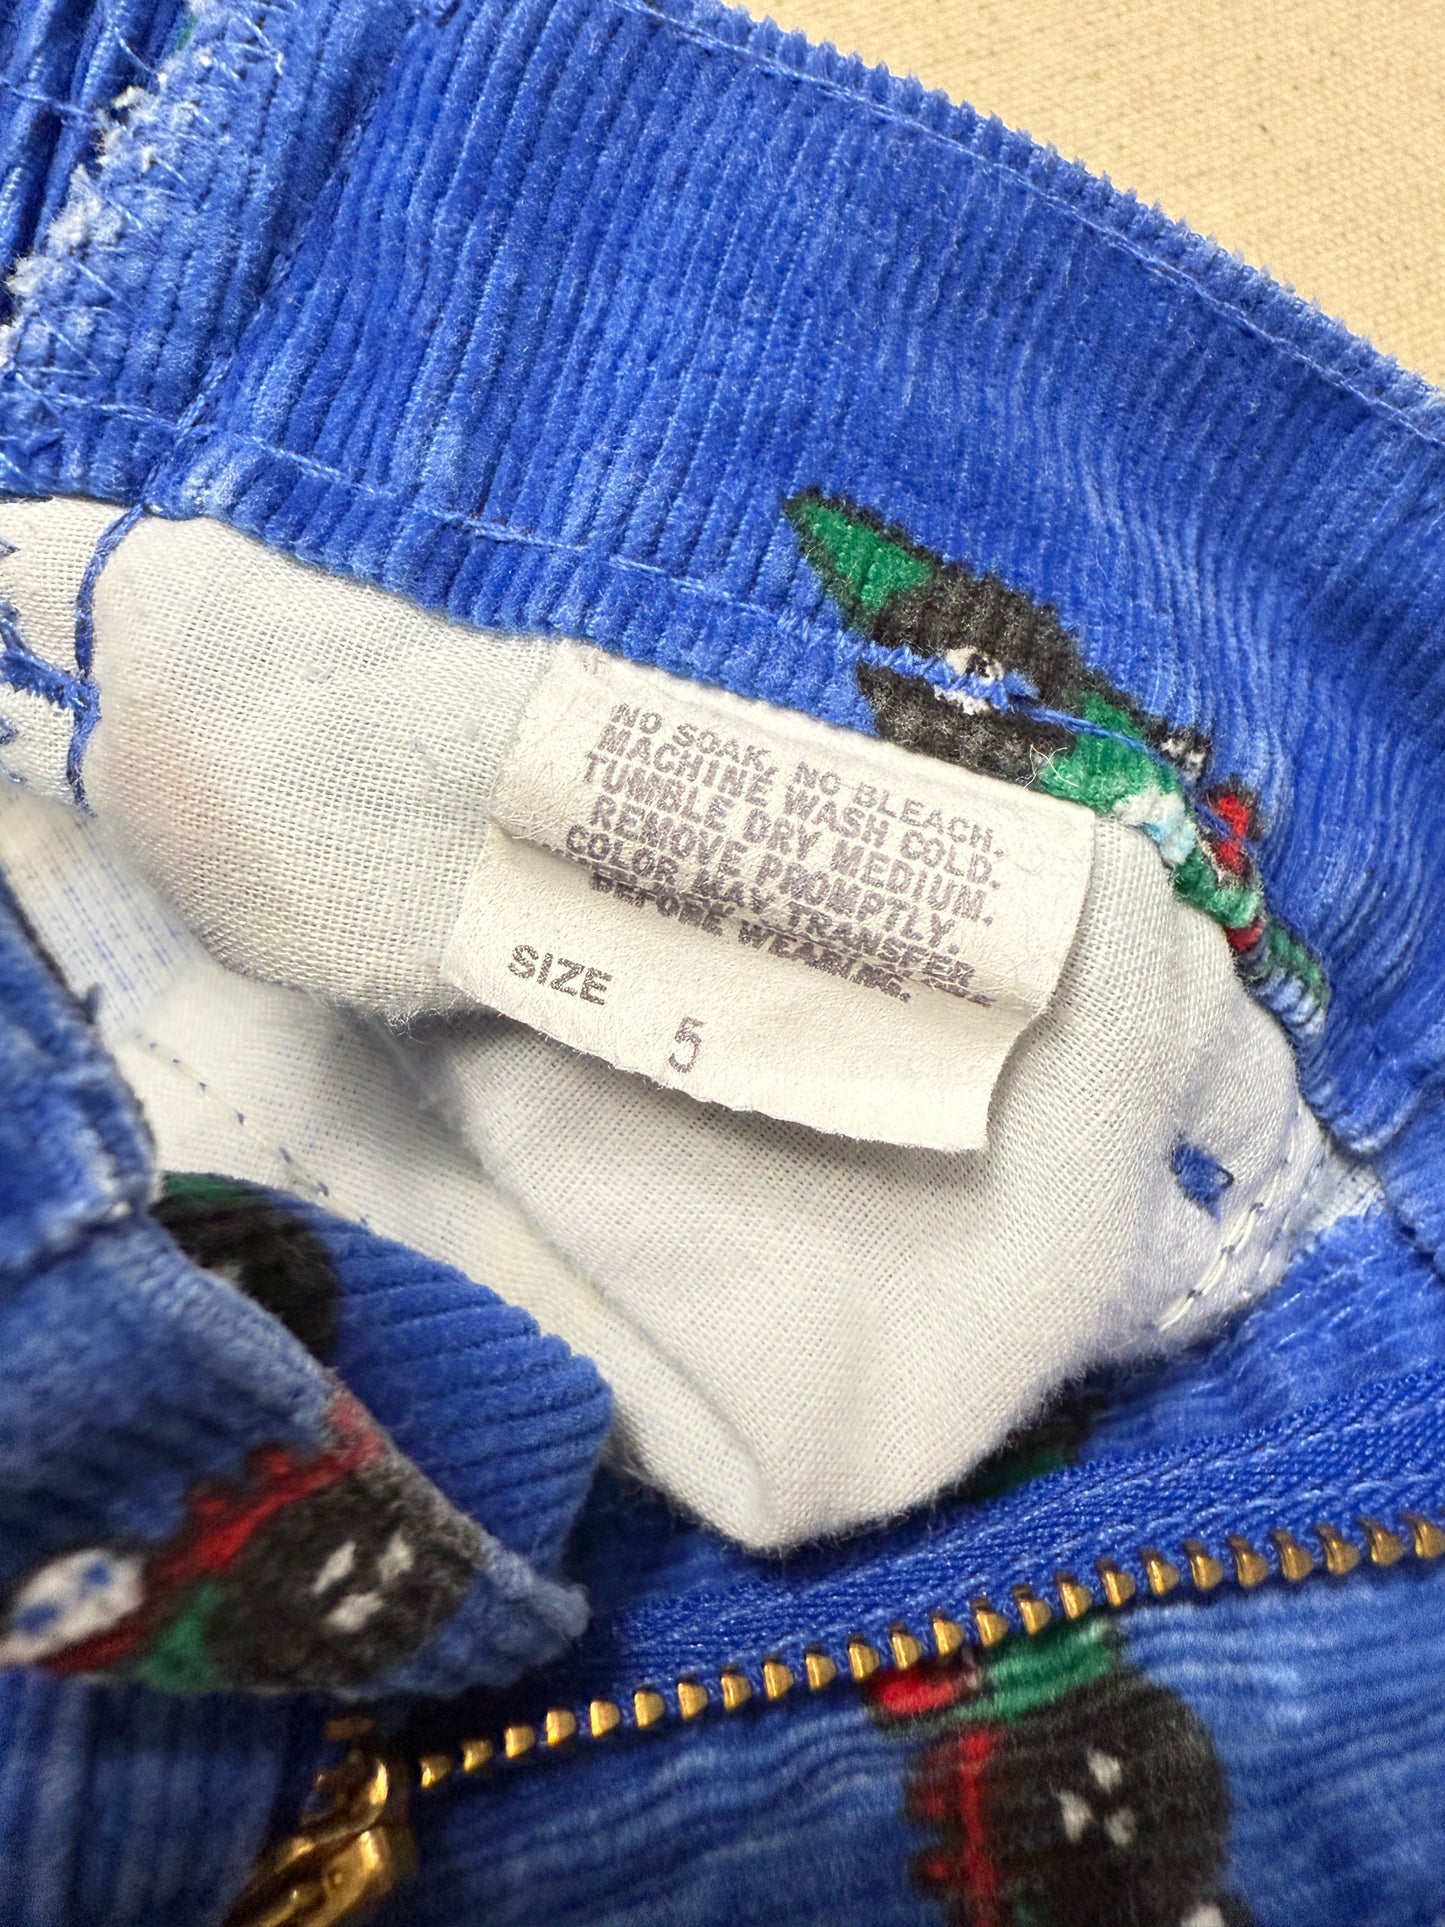 NO SOAK, NO BLEACH.
MACHINE WASH COLD.
TUMBLE DRY MEDIUM.
REMOVE PROMPTLY.
COLOR MAY TRANSFER
BEFORE WEARING.
SIZE
5